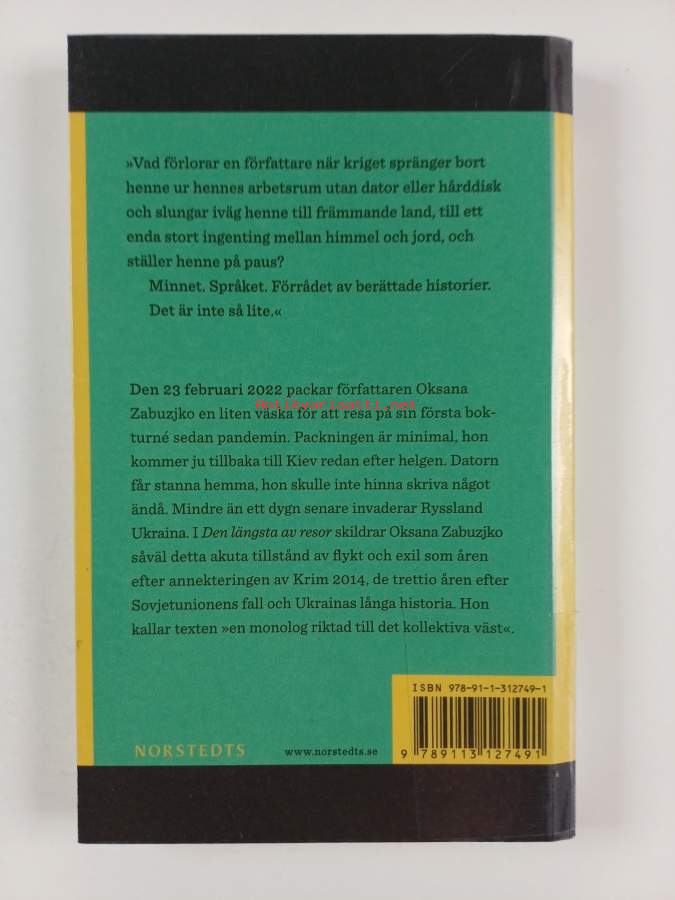 »Vad förlorar en författare när kriget spränger bort
henne ur hennes arbetsrum utan dator eller hårddisk
och slungar iväg henne till främmande land, till ett
enda stort ingenting mellan himmel och jord, och
ställer henne på paus?
Minnet. Språket. Förrådet av berättade historier.
Det är inte så lite.«
Den 23 februari 2022 packar författaren Oksana
Antikvarisatti.net
Zabuzjko en liten väska för att resa på sin första bok-
turné sedan pandemin. Packningen är minimal, hon
kommer ju tillbaka till Kiev redan efter helgen. Datorn
får stanna hemma, hon skulle inte hinna skriva något
ändå. Mindre än ett dygn senare invaderar Ryssland
Ukraina. I Den längsta av resor skildrar Oksana Zabuzjko
såväl detta akuta tillstånd av flykt och exil som åren
efter annekteringen av Krim 2014, de trettio åren efter
Sovjetunionens fall och Ukrainas långa historia. Hon
kallar texten »en monolog riktad till det kollektiva väst«.
ISBN 978-91-1-312749-1
NORSTEDTS
www.norstedts.se
9 789113 127491